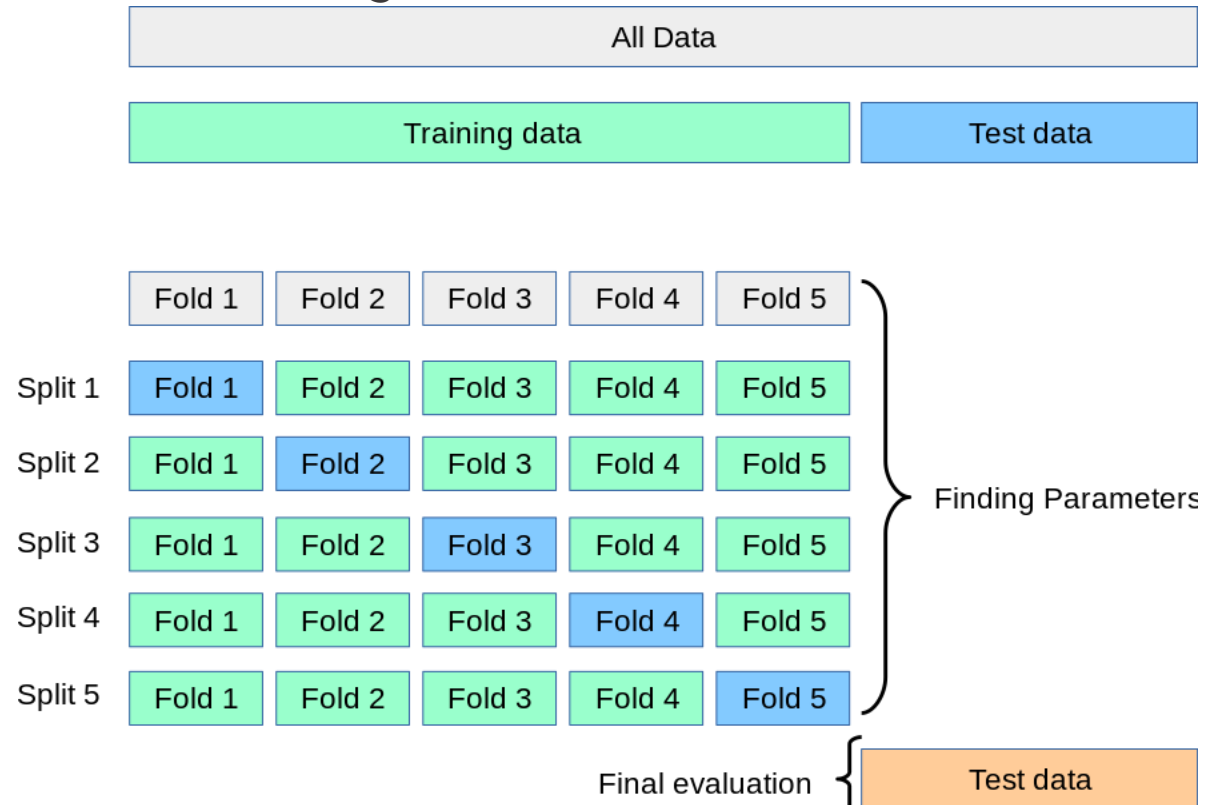 All Data
Training data Test data
Fold 1 Fold 2 Fold 3 Fold 4 Fold 5
Split 1 Fold 1 Fold 2 Fold 3 Fold 4 Fold 5
Split 2 Fold 1 Fold 2 Fold 3 Fold 4 Fold 5
Finding Parameters
Split 3 Fold 1 Fold 2 Fold 3 Fold 4 Fold 5
Split 4 Fold 1 Fold 2 Fold 3 Fold 4 Fold 5
Split 5 Fold 1 Fold 2 Fold 3 Fold 4 Fold 5
Final evaluation Test data